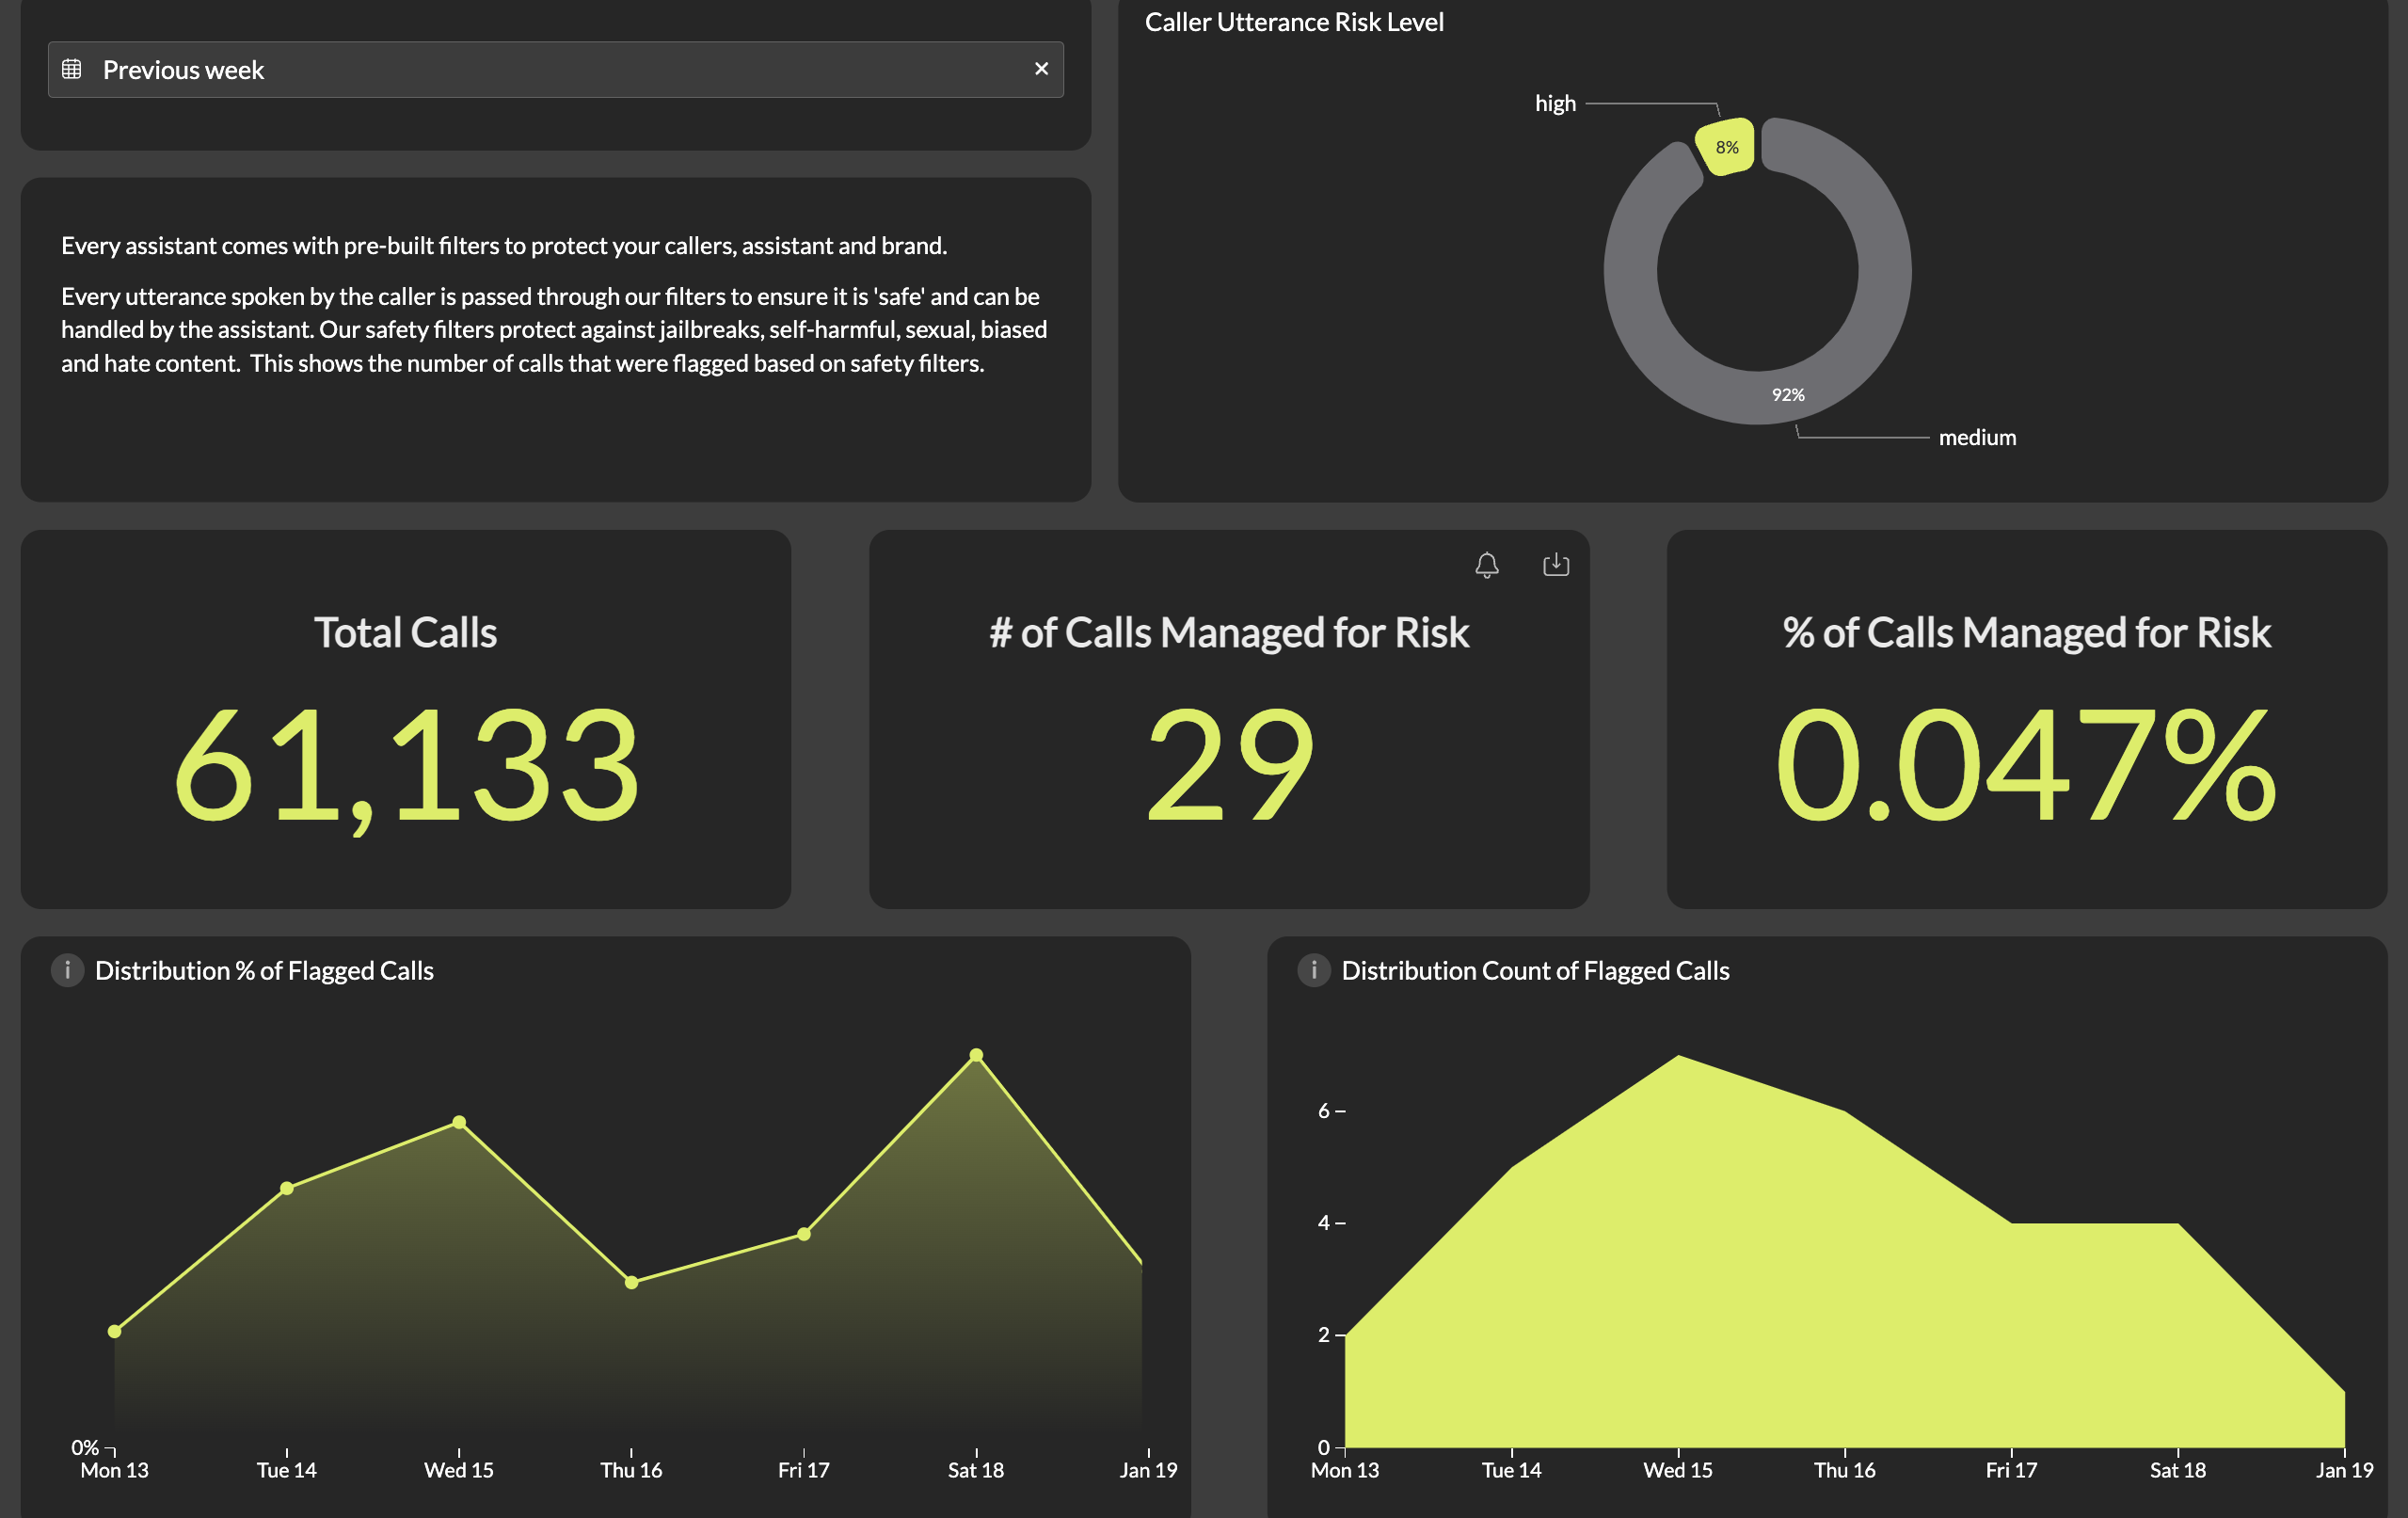 Previous week
Every assistant comes with pre-built filters to protect your callers, assistant and brand.
Every utterance spoken by the caller is passed through our filters to ensure it is 'safe' and can be
handled by the assistant. Our safety filters protect against jailbreaks, self-harmful, sexual, biased
and hate content.  This shows the number of calls that were flagged based on safety filters.
Caller Utterance Risk Level
high
8%
92%
medium
Total Calls
61,133
# of Calls Managed for Risk
29
% of Calls Managed for Risk
0.047%
Distribution % of Flagged Calls
0%
Mon 13 Tue 14 Wed 15 Thu 16 Fri 17 Sat 18 Jan 19
Distribution Count of Flagged Calls
6
4
2
0
Mon 13 Tue 14 Wed 15 Thu 16 Fri 17 Sat 18 Jan 19